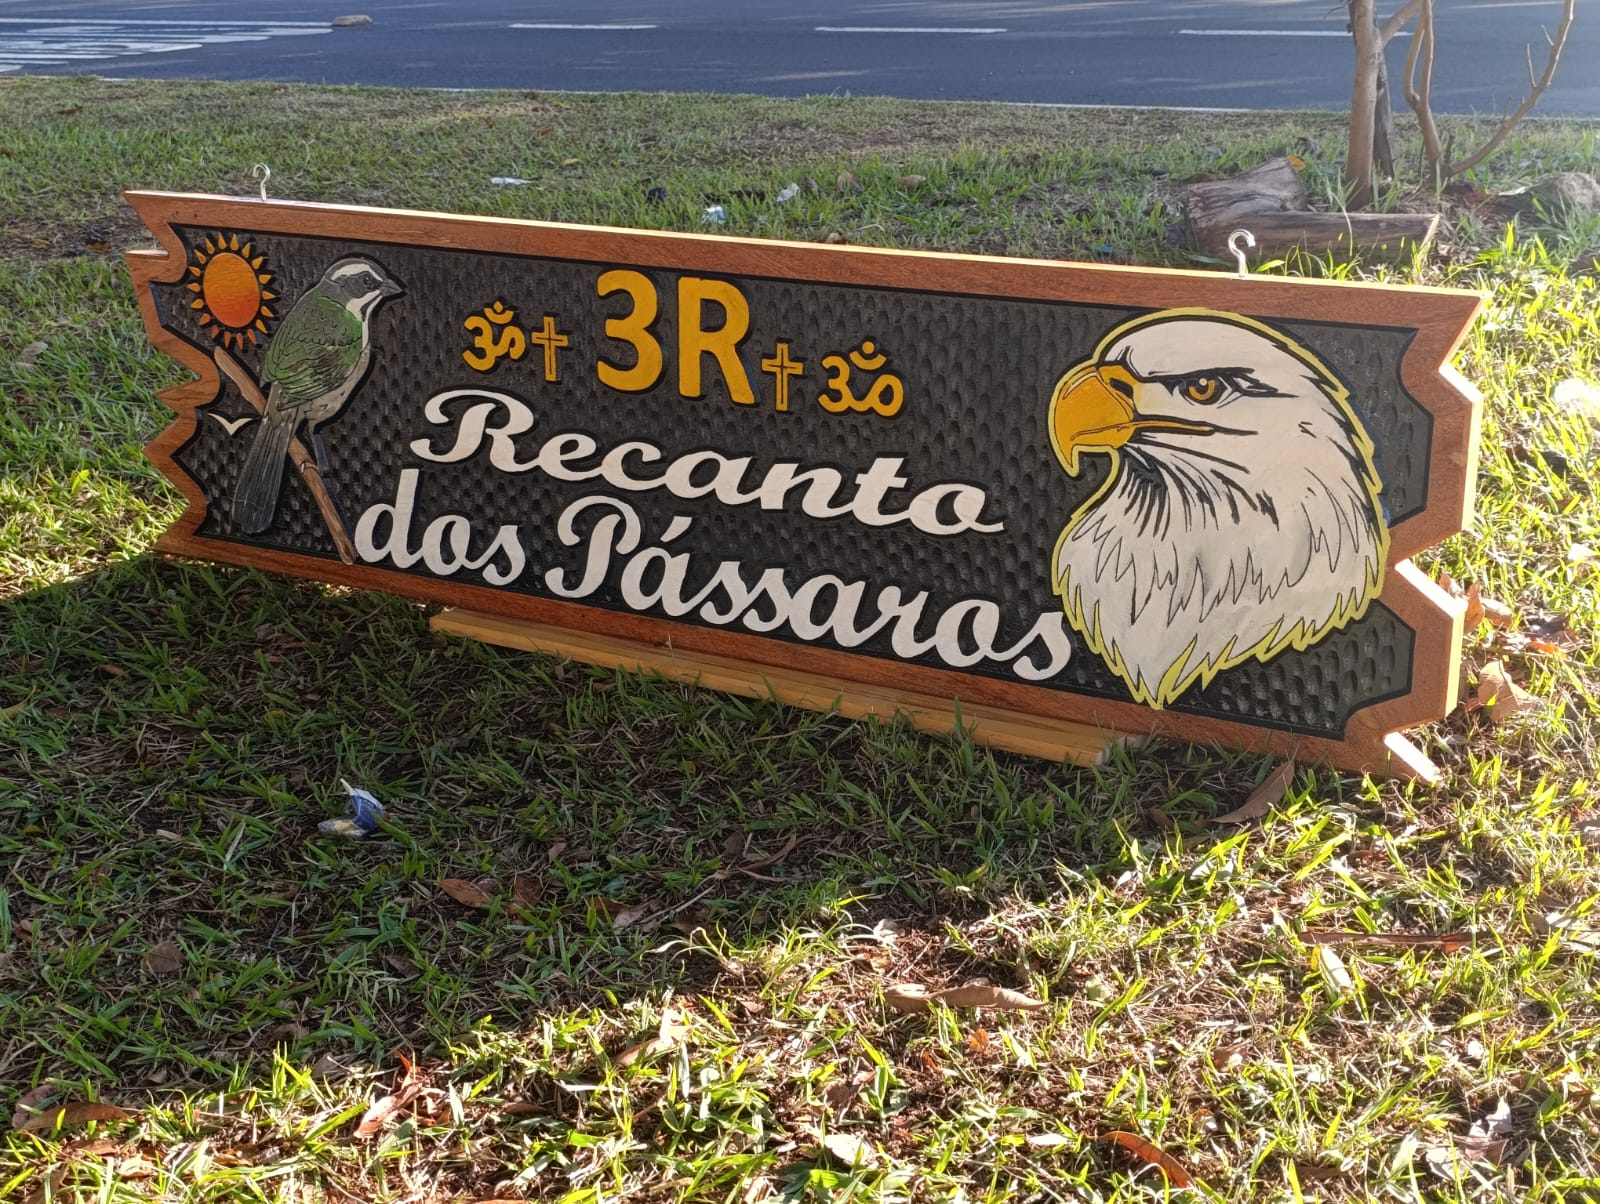 ॐ✝ 3R ✝ॐ
Recanto
dos Pássaros